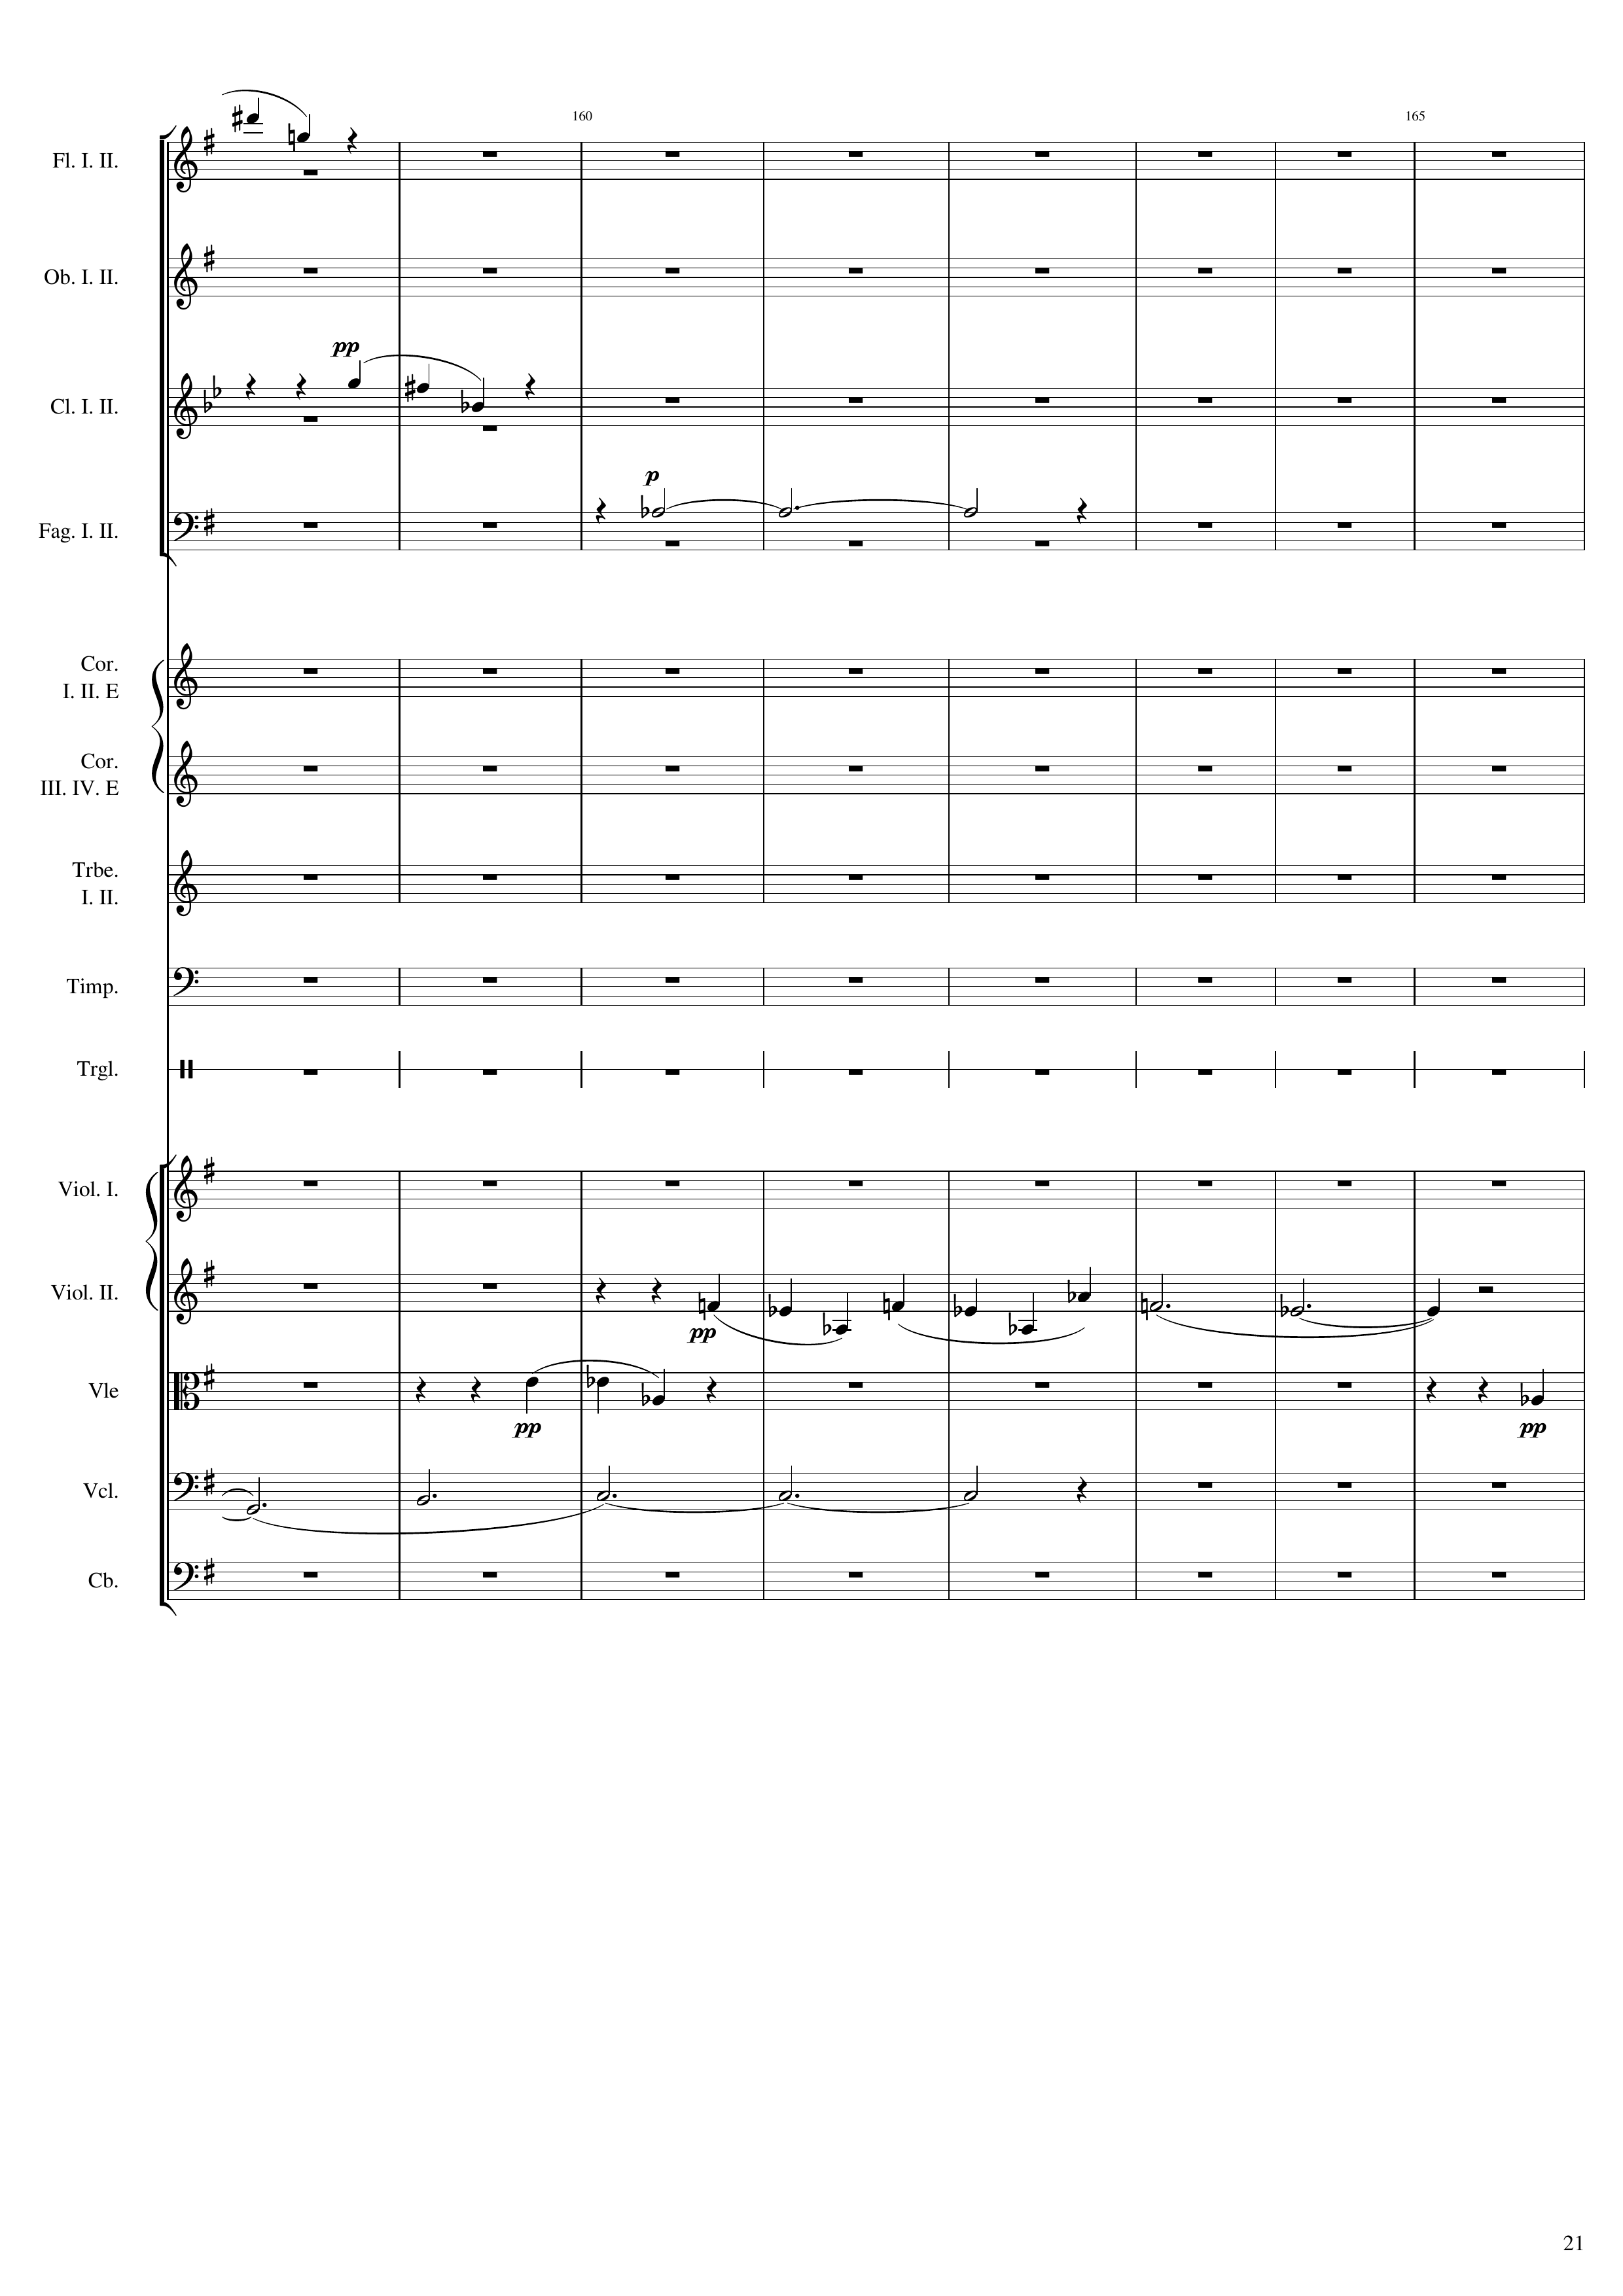 160
165
Fl. I. II.
Ob. I. II.
pp
Cl. I. II.
p
Fag. I. II.
Cor.
I. II. E
Cor.
III. IV. E
Trbe.
I. II.
Timp.
Trgl.
Viol. I.
Viol. II.
pp
Vle
pp
pp
Vcl.
Cb.
21